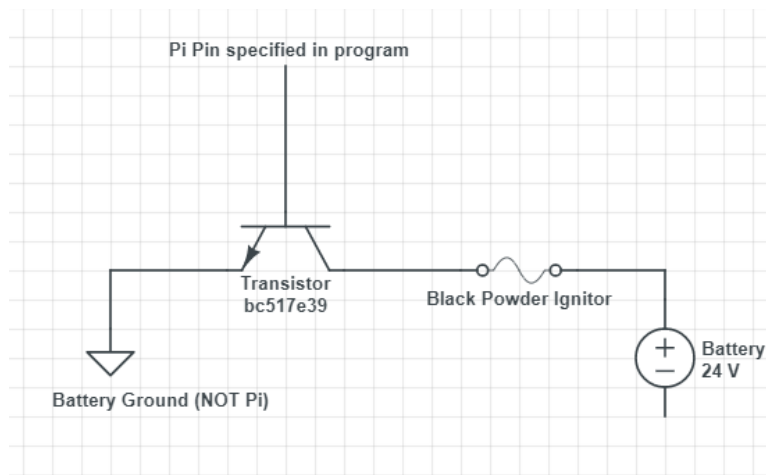 Pi Pin specified in program
Transistor
bc517e39
Black Powder Ignitor
Battery
24 V
Battery Ground (NOT Pi)